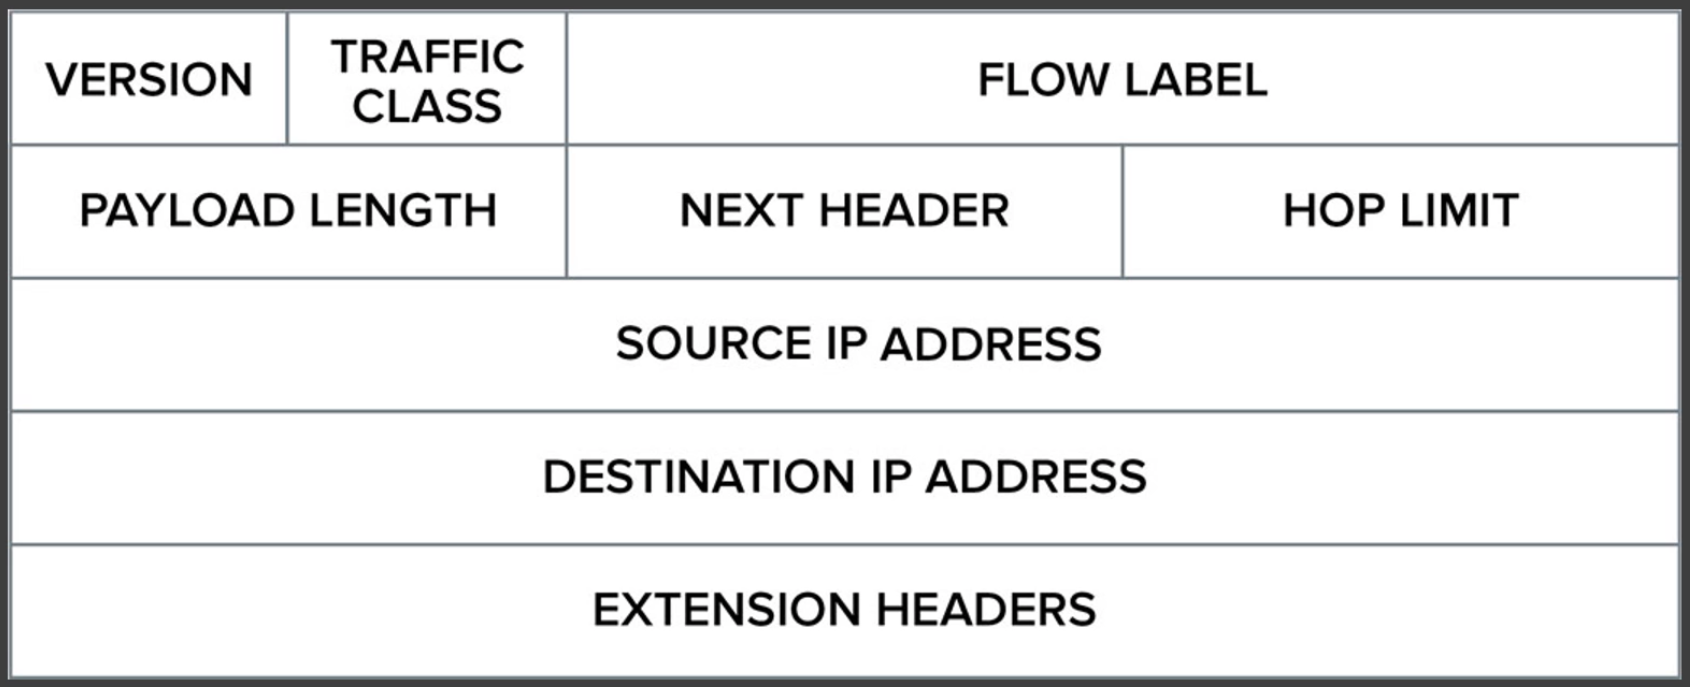 VERSION
TRAFFIC
CLASS
FLOW LABEL
PAYLOAD LENGTH
NEXT HEADER
HOP LIMIT
SOURCE IP ADDRESS
DESTINATION IP ADDRESS
EXTENSION HEADERS